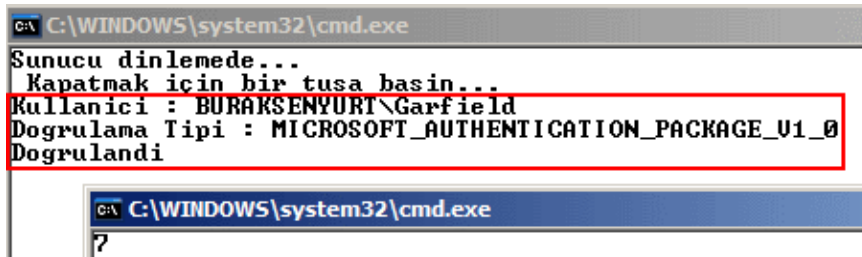 C:\WINDOWS\system32\cmd.exe
Sunucu dinlemede...
Kapatmak için bir tusa basin...
Kullanici : BURAKSENYURT\Garfield
Dogrulama Tipi : MICROSOFT_AUTHENTICATION_PACKAGE_V1_0
Dogrulandi
C:\WINDOWS\system32\cmd.exe
7